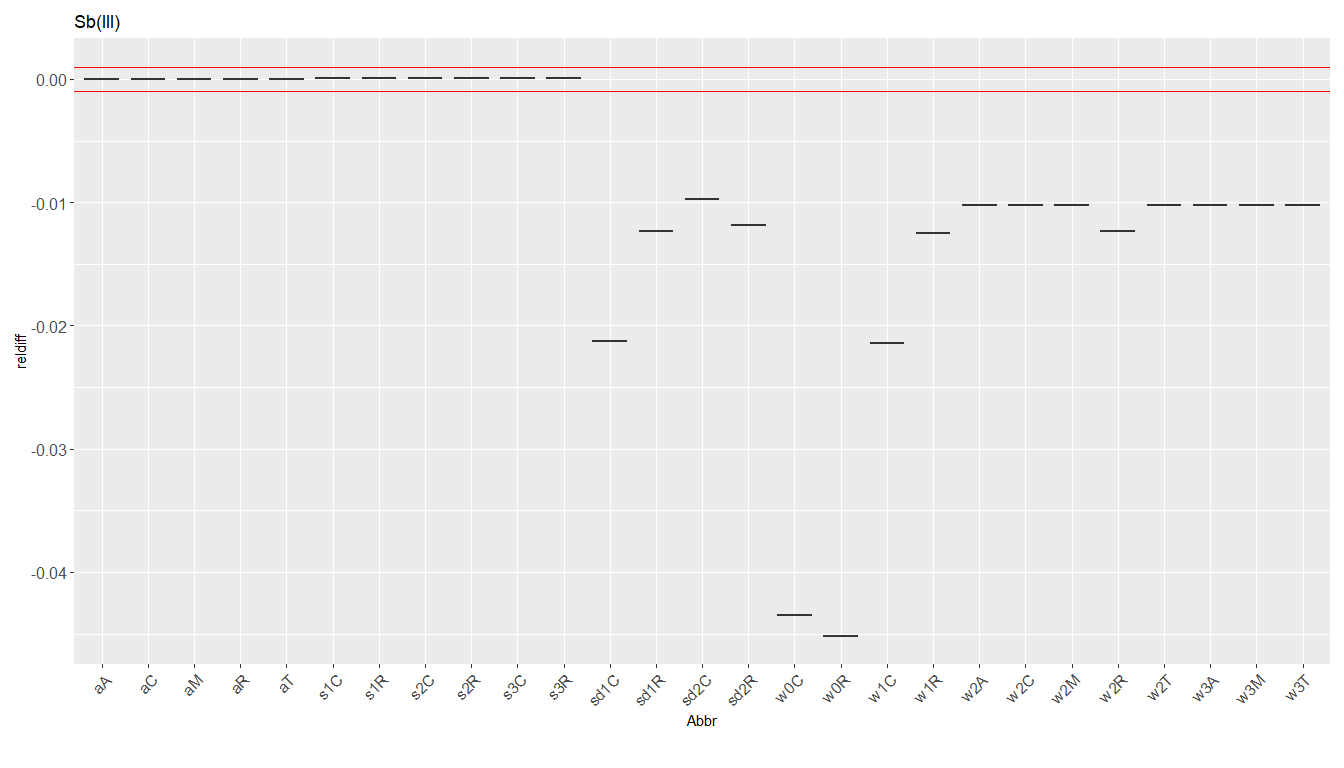 Sb(III)
0.00
-0.01
-0.02
-0.03
-0.04
reldiff
aA aC aM aR aT s1C s1R s2C s2R s3C s3R sd1C sd1R sd2C sd2R w0C w0R w1C w1R w2A w2C w2M w2R w2T w3A w3M w3T
Abbr